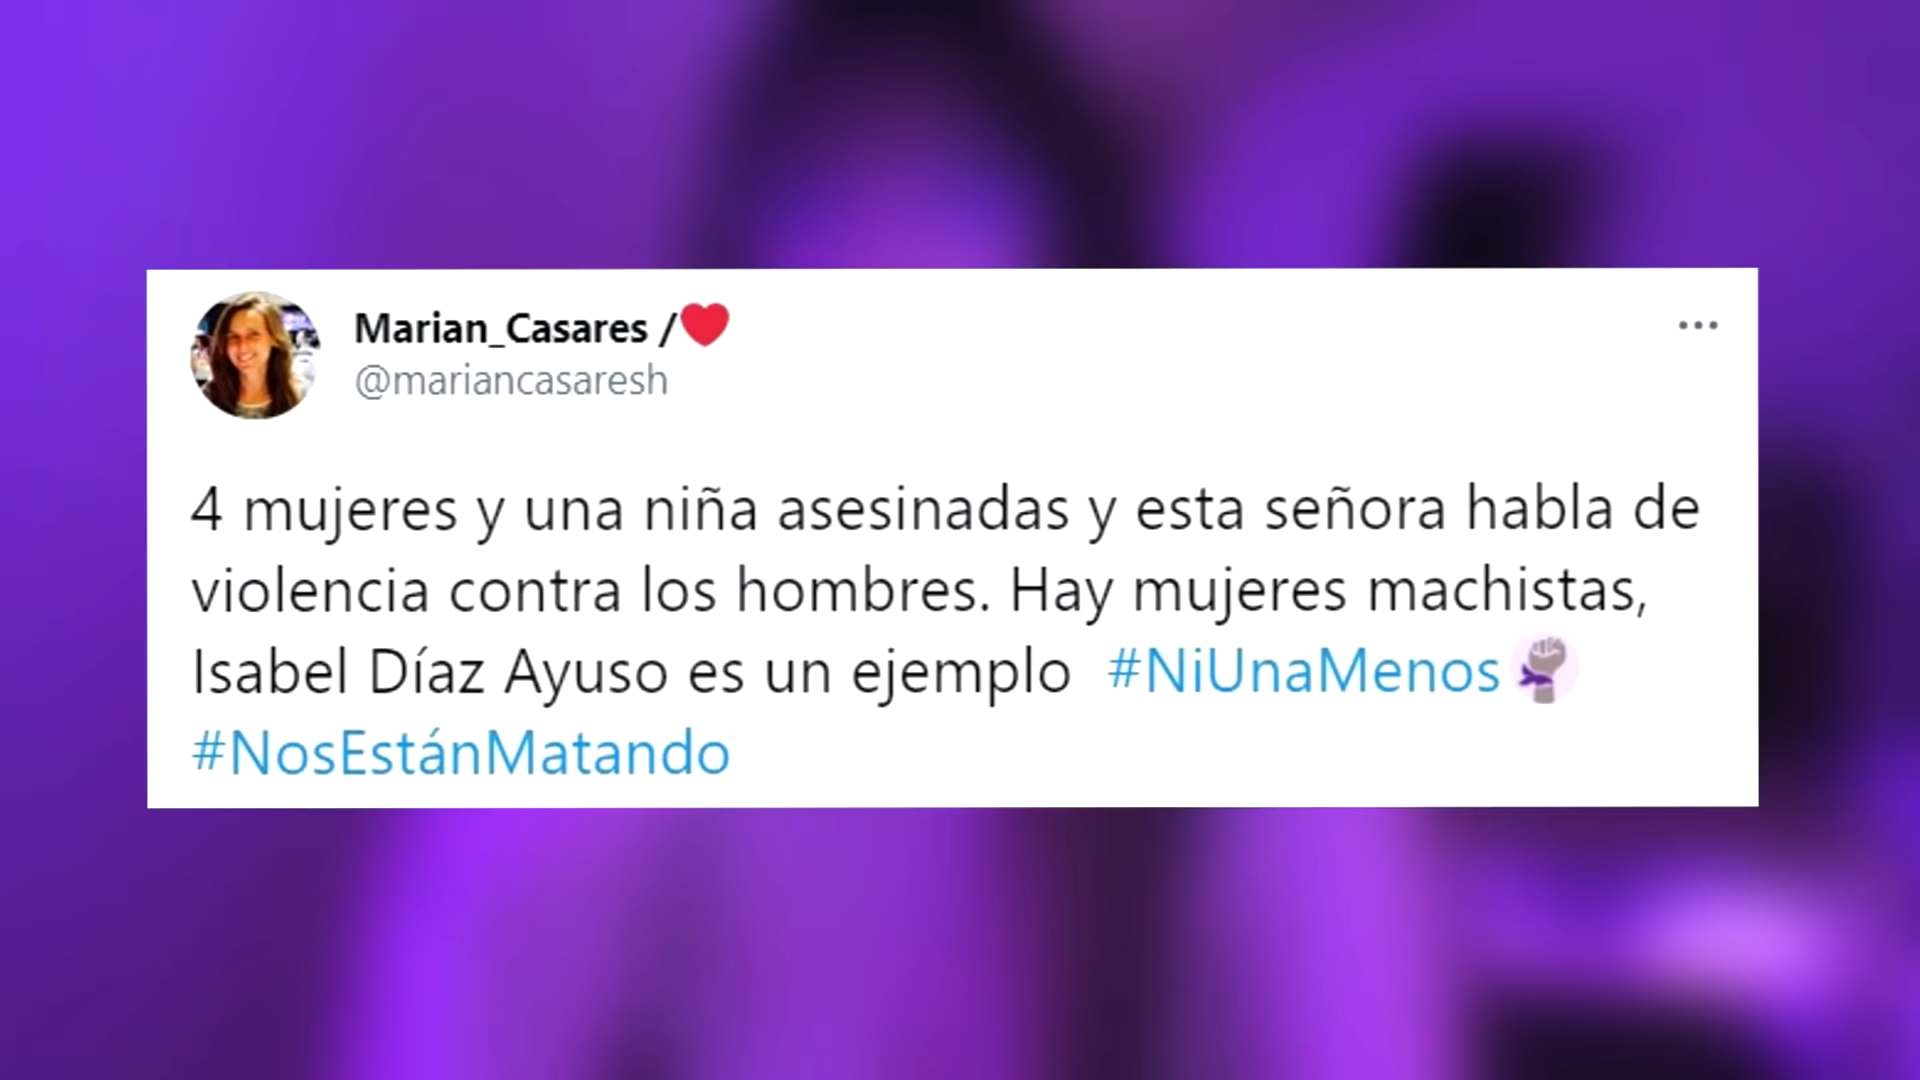 Marian_Casares /❤
@mariancasaresh
4 mujeres y una niña asesinadas y esta señora habla de
violencia contra los hombres. Hay mujeres machistas,
Isabel Díaz Ayuso es un ejemplo #NiUnaMenos
#NosEstánMatando